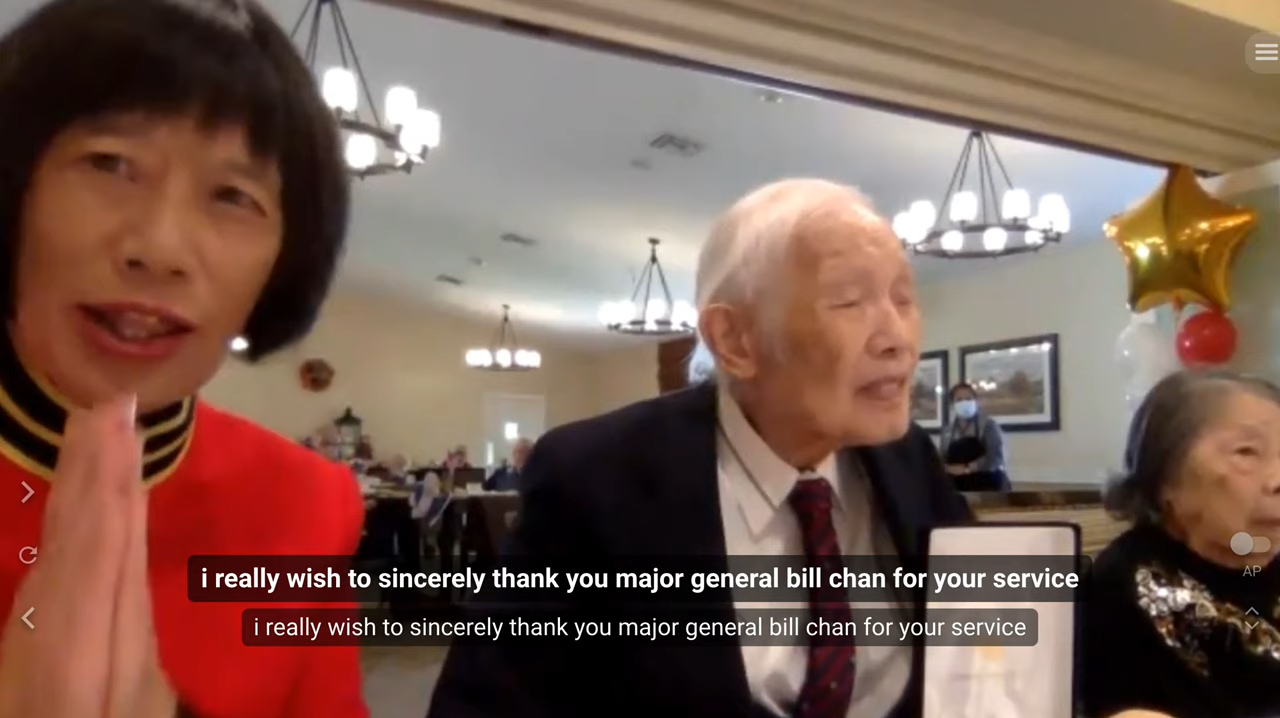 i really wish to sincerely thank you major general bill chan for your service
i really wish to sincerely thank you major general bill chan for your service
AP